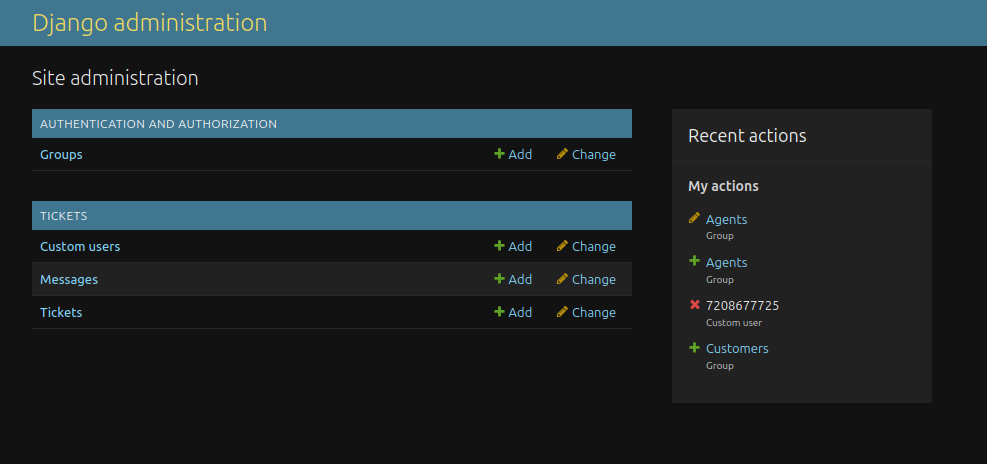 Django administration
Site administration
AUTHENTICATION AND AUTHORIZATION
Groups Add Change
TICKETS
Custom users Add Change
Messages Add Change
Tickets Add Change
Recent actions
My actions
Agents
Group
Agents
Group
7208677725
Custom user
Customers
Group